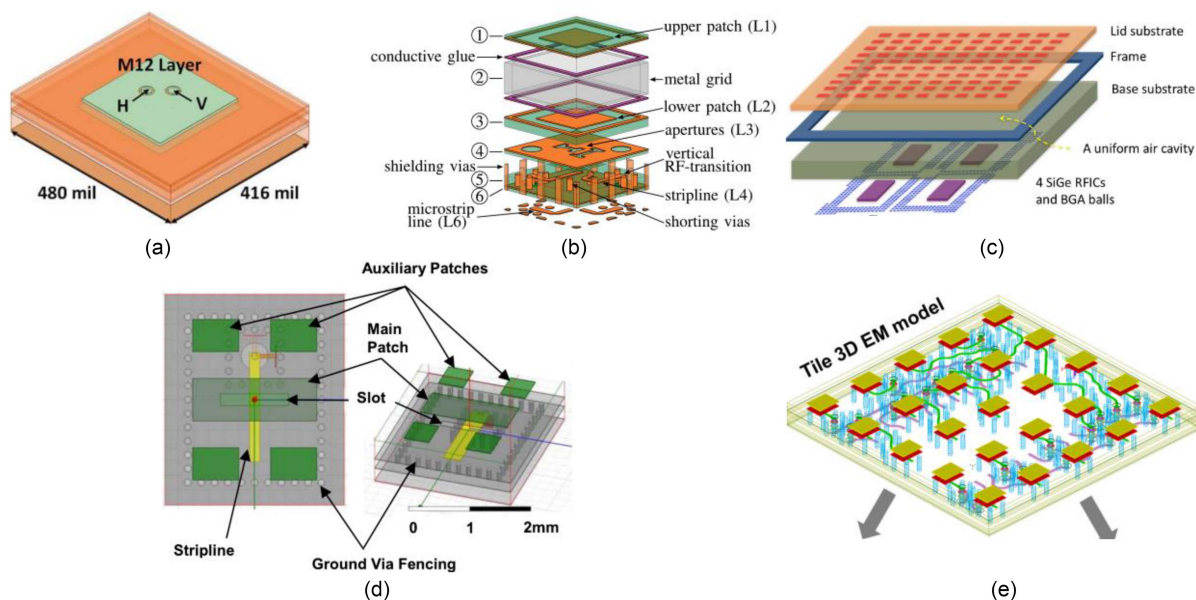 M12 Layer
H
V
480 mil
416 mil
(a)
①
upper patch (L1)
conductive glue
②
metal grid
lower patch (L2)
③
apertures (L3)
④
vertical
RF-transition
shielding vias
⑤
stripline (L4)
⑥
microstrip
line (L6)
shorting vias
(b)
Lid substrate
Frame
Base substrate
A uniform air cavity
4 SiGe RFICs
and BGA balls
(c)
Auxiliary Patches
Main
Patch
Slot
0 1 2mm
Stripline
Ground Via Fencing
(d)
Tile 3D EM model
(e)